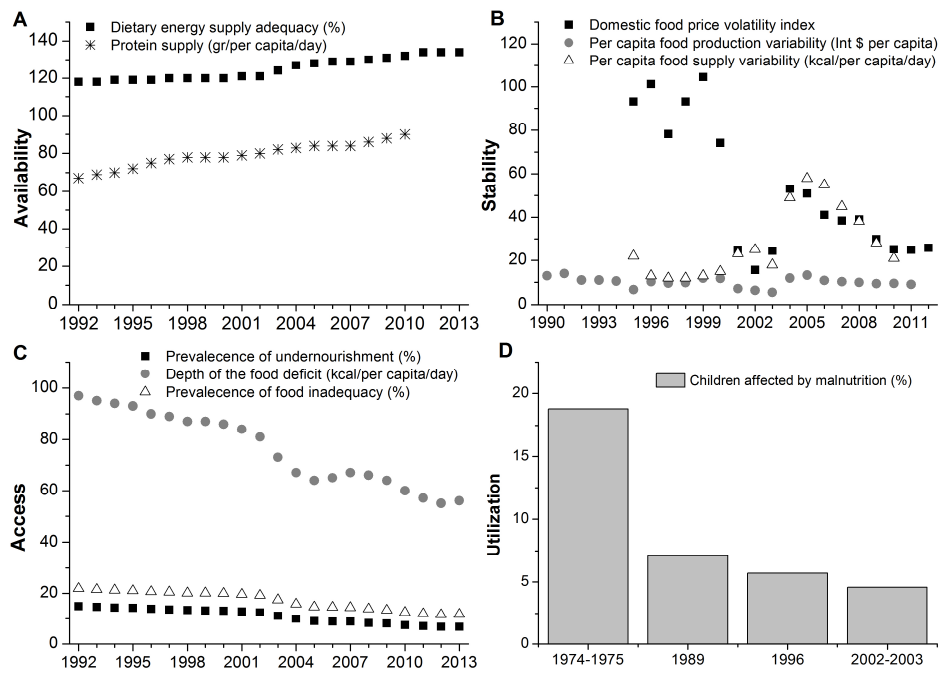 A
Dietary energy supply adequacy (%)
Protein supply (gr/per capita/day)
Availability
140
120
100
80
60
40
20
0
1992 1995 1998 2001 2004 2007 2010 2013
B
Domestic food price volatility index
Per capita food production variability (Int $ per capita)
Per capita food supply variability (kcal/per capita/day)
Stability
120
100
80
60
40
20
0
1990 1993 1996 1999 2002 2005 2008 2011
C
Prevalecence of undernourishment (%)
Depth of the food deficit (kcal/per capita/day)
Prevalecence of food inadequacy (%)
Access
100
80
60
40
20
0
1992 1995 1998 2001 2004 2007 2010 2013
D
Children affected by malnutrition (%)
Utilization
20
15
10
5
0
1974-1975 1989 1996 2002-2003